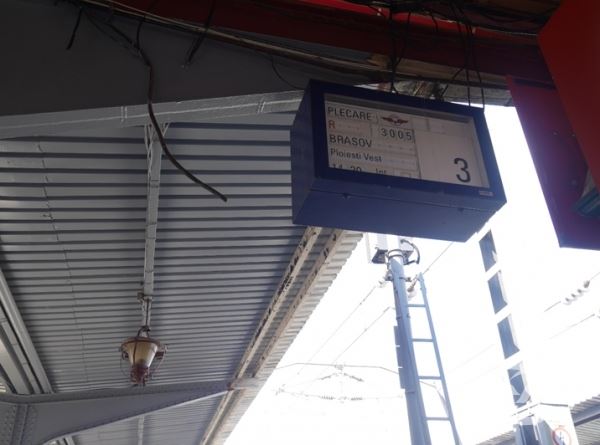 PLECARE
R 3005
BRASOV
Ploiesti Vest
3